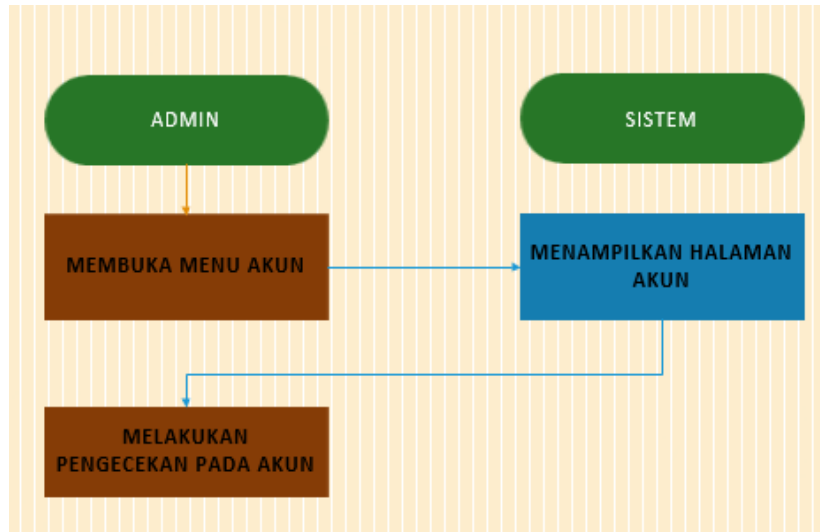 ADMIN
SISTEM
MEMBUKA MENU AKUN
MENAMPILKAN HALAMAN
AKUN
MELAKUKAN
PENGECEKAN PADA AKUN